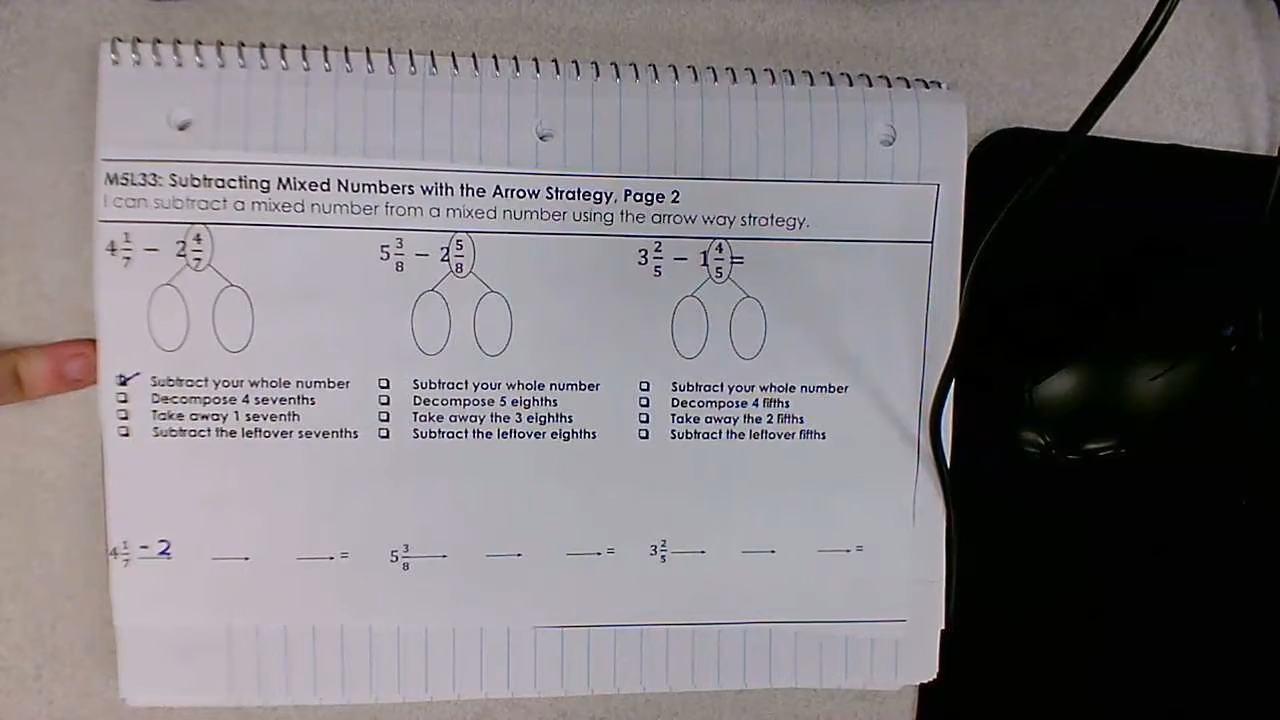 M5L33: Subtracting Mixed Numbers with the Arrow Strategy, Page 2
I can subtract a mixed number from a mixed number using the arrow way strategy.
4 1/7 − 2 4/7
5 3/8 − 2 5/8
3 2/5 − 1 4/5 =
Subtract your whole number
Decompose 4 sevenths
Take away 1 seventh
Subtract the leftover sevenths
Subtract your whole number
Decompose 5 eighths
Take away the 3 eighths
Subtract the leftover eighths
Subtract your whole number
Decompose 4 fifths
Take away the 2 fifths
Subtract the leftover fifths
4 1/7 - 2 → → =
5 3/8 → → → =
3 2/5 → → → =